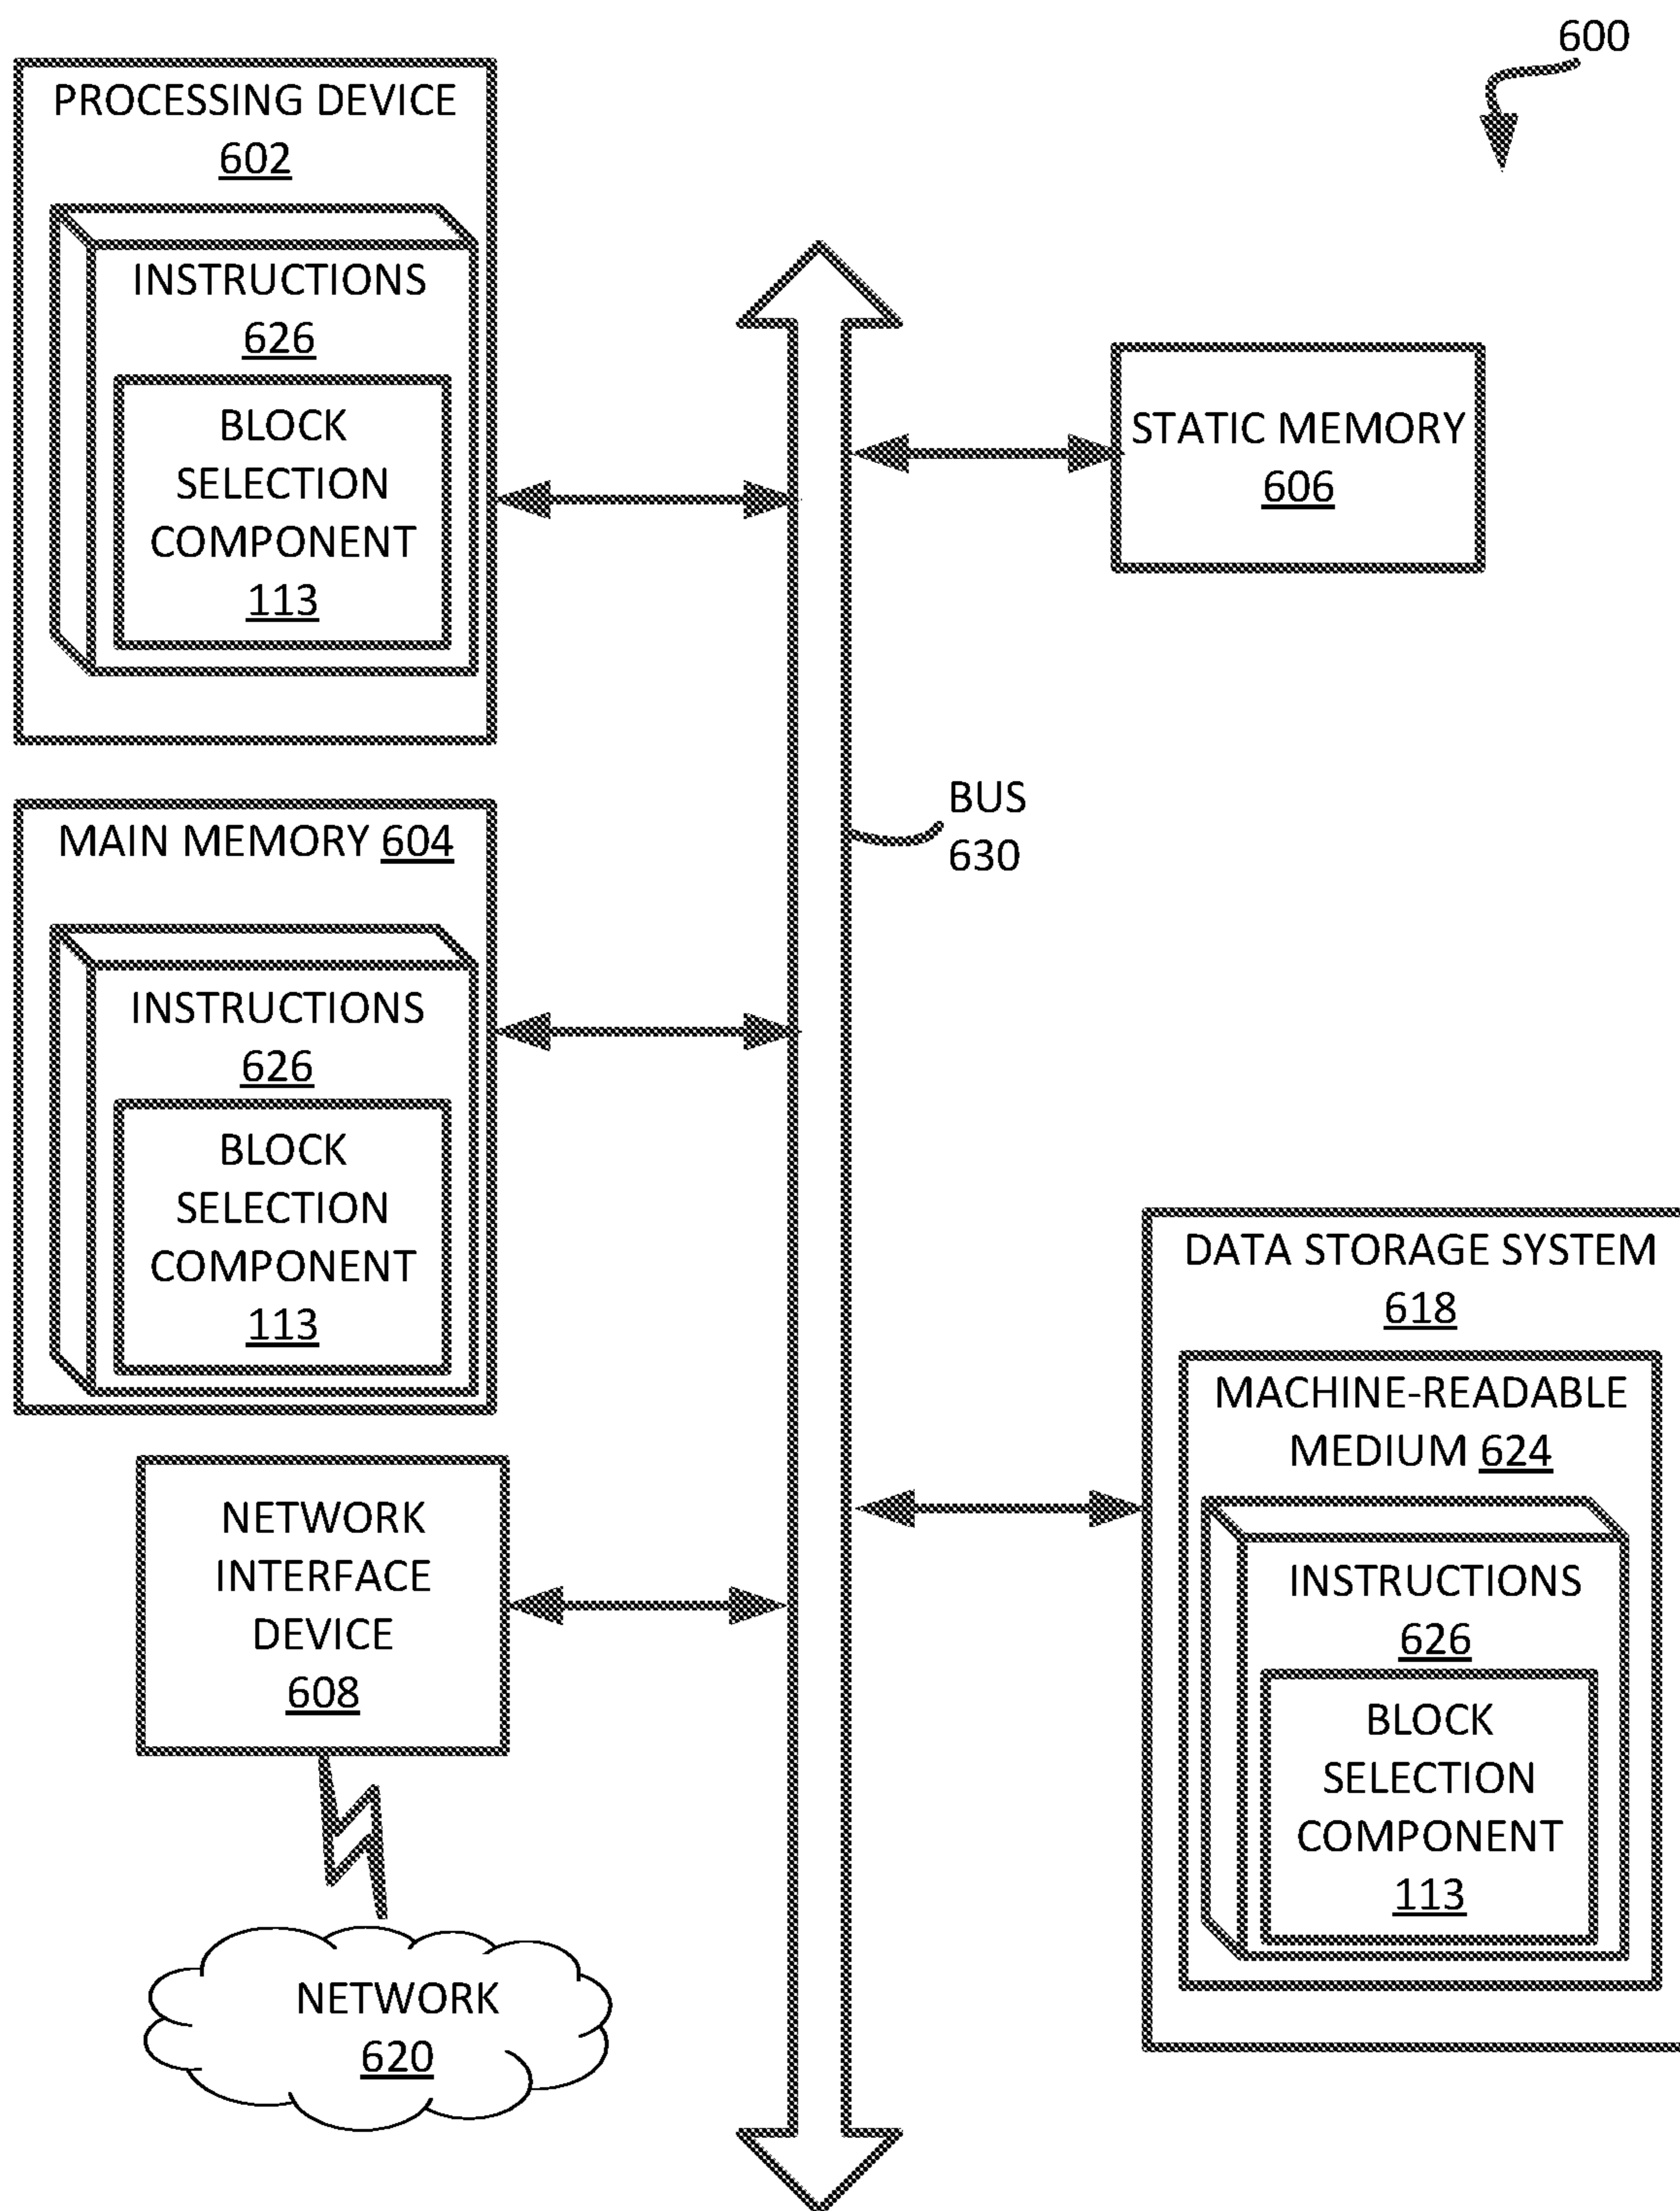 600
PROCESSING DEVICE
602
INSTRUCTIONS
626
BLOCK
SELECTION
COMPONENT
113
STATIC MEMORY
606
BUS
630
MAIN MEMORY 604
INSTRUCTIONS
626
BLOCK
SELECTION
COMPONENT
113
DATA STORAGE SYSTEM
618
MACHINE-READABLE
MEDIUM 624
INSTRUCTIONS
626
BLOCK
SELECTION
COMPONENT
113
NETWORK
INTERFACE
DEVICE
608
NETWORK
620